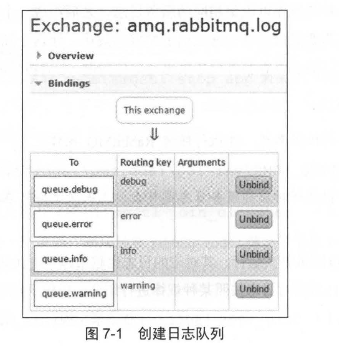 Exchange: amq.rabbitmq.log
Overview
Bindings
This exchange
⇓
To Routing key Arguments
queue.debug debug Unbind
queue.error error Unbind
queue.info info Unbind
queue.warning warning Unbind
图 7-1 创建日志队列